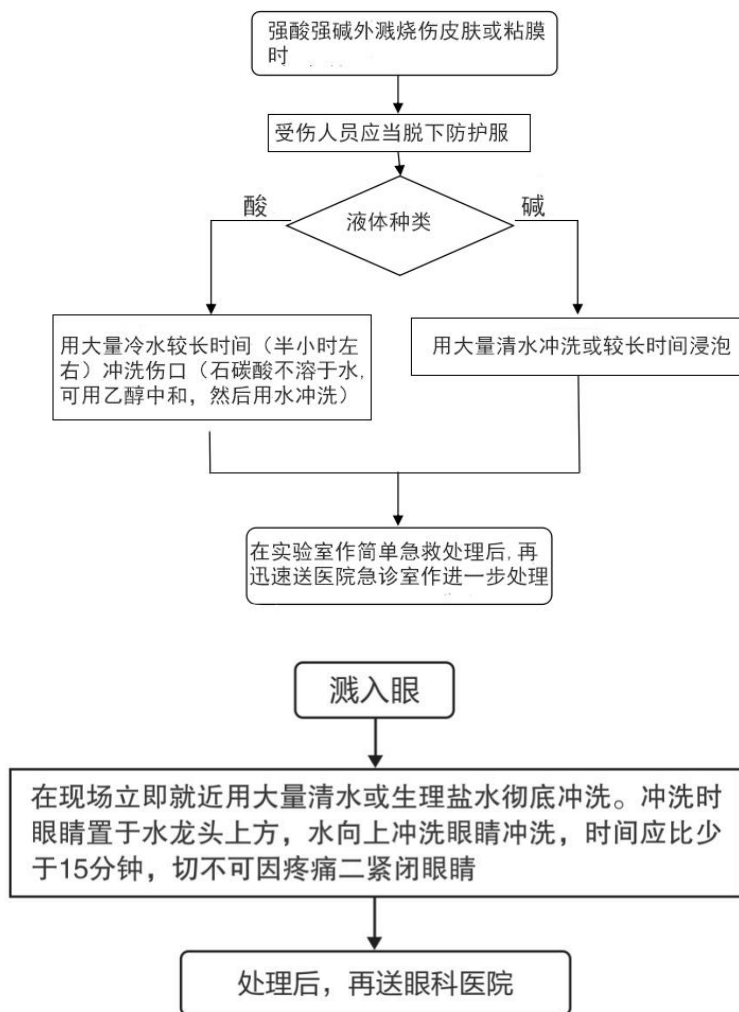 强酸强碱外溅烧伤皮肤或粘膜
时
受伤人员应当脱下防护服
酸
液体种类
碱
用大量冷水较长时间（半小时左
右）冲洗伤口（石碳酸不溶于水,
可用乙醇中和，然后用水冲洗）
用大量清水冲洗或较长时间浸泡
在实验室作简单急救处理后,再
迅速送医院急诊室作进一步处理
溅入眼
在现场立即就近用大量清水或生理盐水彻底冲洗。冲洗时
眼睛置于水龙头上方，水向上冲洗眼睛冲洗，时间应比少
于15分钟，切不可因疼痛二紧闭眼睛
处理后，再送眼科医院